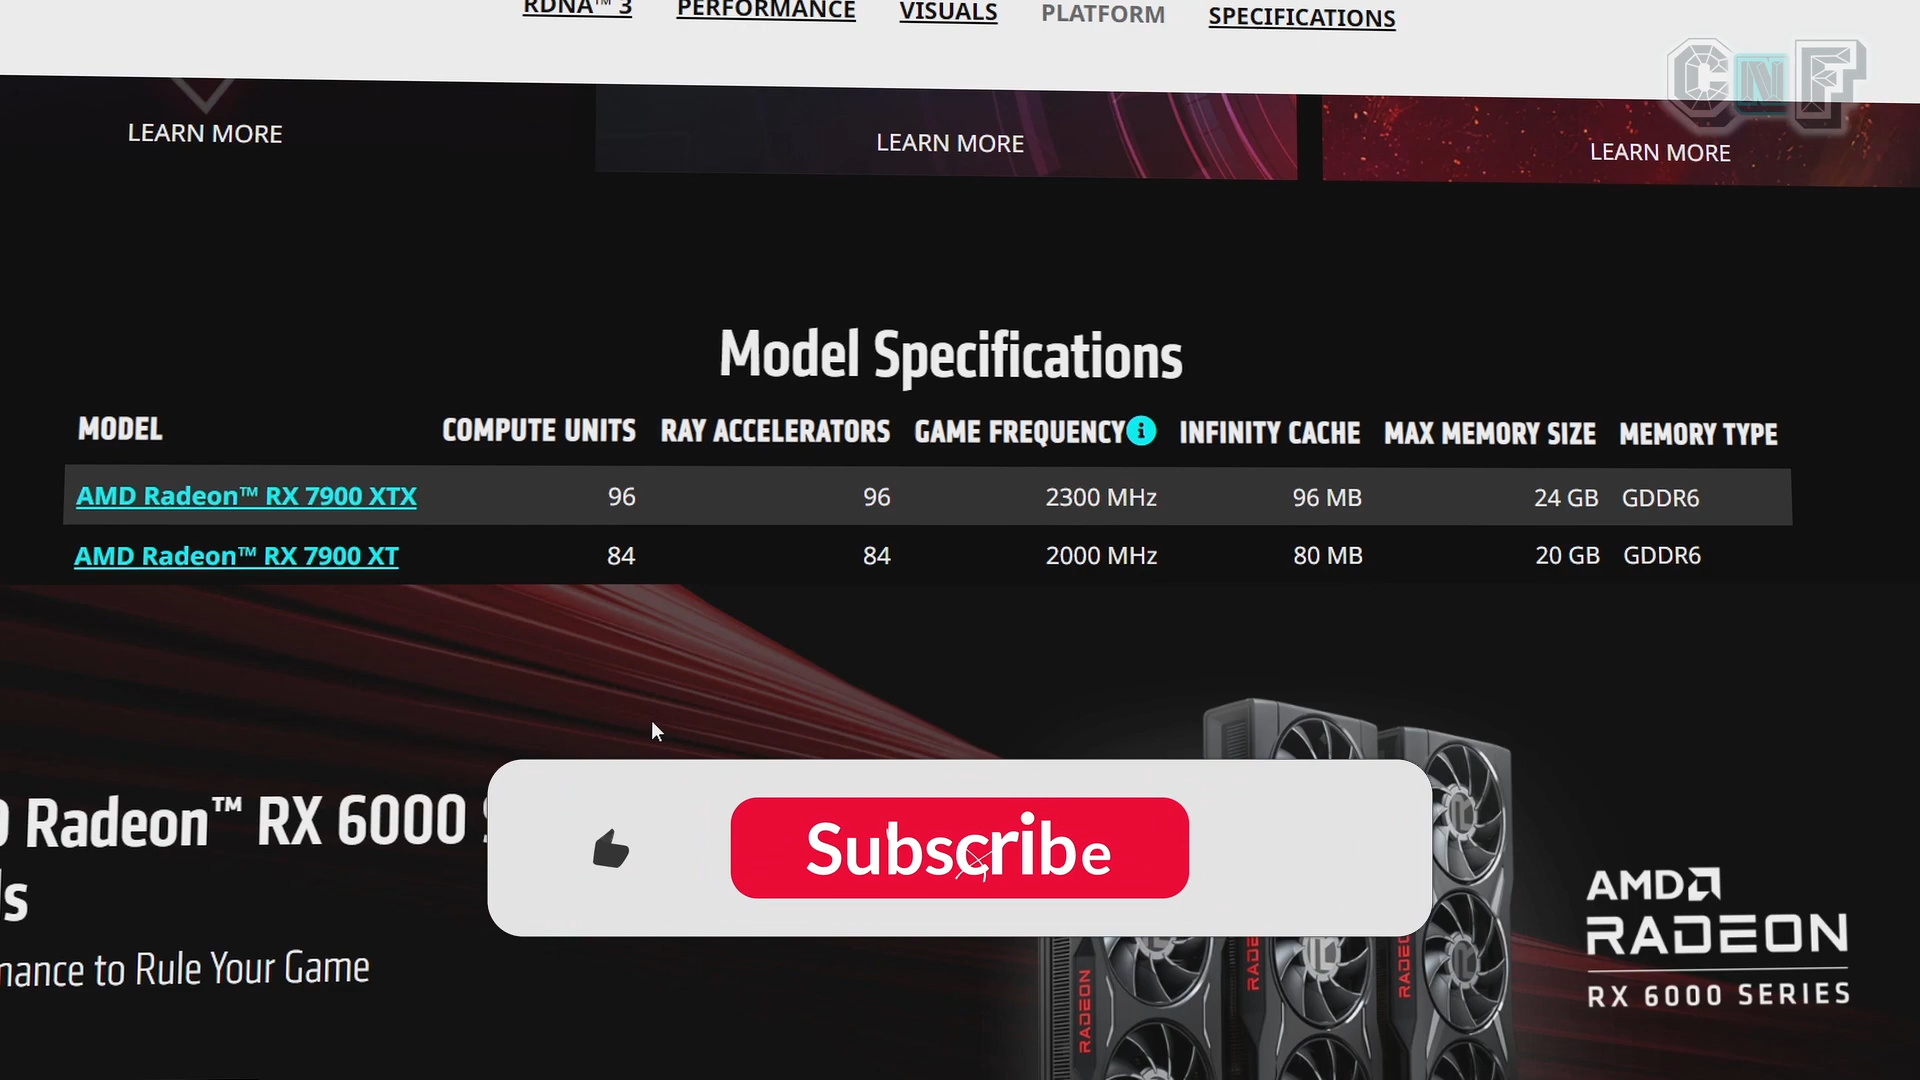 RDNA™ 3 PERFORMANCE VISUALS PLATFORM SPECIFICATIONS
CNF
LEARN MORE LEARN MORE LEARN MORE
Model Specifications
MODEL COMPUTE UNITS RAY ACCELERATORS GAME FREQUENCY i INFINITY CACHE MAX MEMORY SIZE MEMORY TYPE
AMD Radeon™ RX 7900 XTX 96 96 2300 MHz 96 MB 24 GB GDDR6
AMD Radeon™ RX 7900 XT 84 84 2000 MHz 80 MB 20 GB GDDR6
Radeon™ RX 6000
Subscribe
AMD
RADEON
RX 6000 SERIES
to Rule Your Game
RADEON